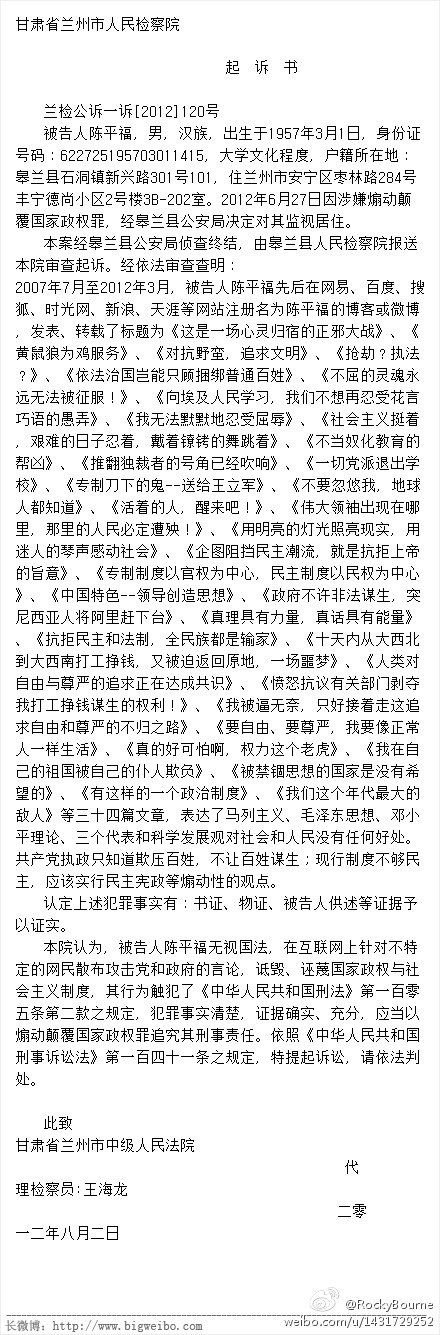 甘肃省兰州市人民检察院
起 诉 书
兰检公诉一诉[2012]120号
被告人陈平福，男，汉族，出生于1957年3月1日，身份证
号码：622725195703011415，大学文化程度，户籍所在地：
皋兰县石洞镇新兴路301号101，住兰州市安宁区枣林路284号
丰宁德尚小区2号楼3B-202室。2012年6月27日因涉嫌煽动颠
覆国家政权罪，经皋兰县公安局决定对其监视居住。
本案经皋兰县公安局侦查终结，由皋兰县人民检察院报送
本院审查起诉。经依法审查查明：
2007年7月至2012年3月，被告人陈平福先后在网易、百度、搜
狐、时光网、新浪、天涯等网站注册名为陈平福的博客或微博
，发表、转载了标题为《这是一场心灵归宿的正邪大战》、《
黄鼠狼为鸡服务》、《对抗野蛮，追求文明》、《抢劫？执法
？》、《依法治国岂能只顾捆绑普通百姓》、《不屈的灵魂永
远无法被征服！》、《向埃及人民学习，我们不想再忍受花言
巧语的愚弄》、《我无法默默地忍受屈辱》、《社会主义挺着
，艰难的日子忍着，戴着镣铐的舞跳着》、《不当奴化教育的
帮凶》、《推翻独裁者的号角已经吹响》、《一切党派退出学
校》、《专制刀下的鬼--送给王立军》、《不要忽悠我，地球
人都知道》、《活着的人，醒来吧！》、《伟大领袖出现在哪
里，那里的人民必定遭殃！》、《用明亮的灯光照亮现实，用
迷人的琴声感动社会》、《企图阻挡民主潮流，就是抗拒上帝
的旨意》、《专制制度以官权为中心，民主制度以民权为中心》
、《中国特色--领导创造思想》、《政府不许非法谋生，突
尼西亚人将阿里赶下台》、《真理具有力量，真话具有能量》
、《抗拒民主和法制，全民族都是输家》、《十天内从大西北
到大西南打工挣钱，又被迫返回原地，一场噩梦》、《人类对
自由与尊严的追求正在达成共识》、《愤怒抗议有关部门剥夺
我打工挣钱谋生的权利！》、《我被逼无奈，只好接着走这追
求自由和尊严的不归之路》、《要自由、要尊严，我要像正常
人一样生活》、《真的好可怕啊，权力这个老虎》、《我在自
己的祖国被自己的仆人欺负》、《被禁锢思想的国家是没有希
望的》、《有这样的一个政治制度》、《我们这个年代最大的
敌人》等三十四篇文章，表达了马列主义、毛泽东思想、邓小
平理论、三个代表和科学发展观对社会和人民没有任何好处。
共产党执政只知道欺压百姓，不让百姓谋生；现行制度不够民
主，应该实行民主宪政等煽动性的观点。
认定上述犯罪事实有：书证、物证、被告人供述等证据予
以证实。
本院认为，被告人陈平福无视国法，在互联网上针对不特
定的网民散布攻击党和政府的言论，诋毁、诬蔑国家政权与社
会主义制度，其行为触犯了《中华人民共和国刑法》第一百零
五条第二款之规定，犯罪事实清楚，证据确实、充分，应当以
煽动颠覆国家政权罪追究其刑事责任。依照《中华人民共和国
刑事诉讼法》第一百四十一条之规定，特提起诉讼，请依法判
处。
此致
甘肃省兰州市中级人民法院
代
理检察员:王海龙
二零
一二年八月二日
长微博：http://www.bigweibo.com
@RockyBourne
weibo.com/u/1431729252